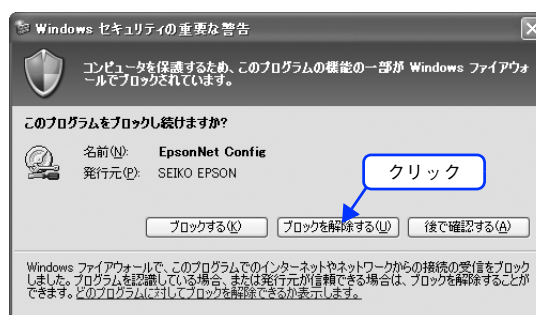 Windows セキュリティの重要な警告
コンピュータを保護するため、このプログラムの機能の一部が Windows ファイアウォ
ールでブロックされています。
このプログラムをブロックし続けますか?
名前(N): EpsonNet Config
発行元(P): SEIKO EPSON
クリック
ブロックする(K) ブロックを解除する(U) 後で確認する(A)
Windows ファイアウォールで、このプログラムでのインターネットやネットワークからの接続の受信をブロック
しました。プログラムを認識している場合、または発行元が信頼できる場合は、ブロックを解除することが
できます。どのプログラムに対してブロックを解除できるか表示します。